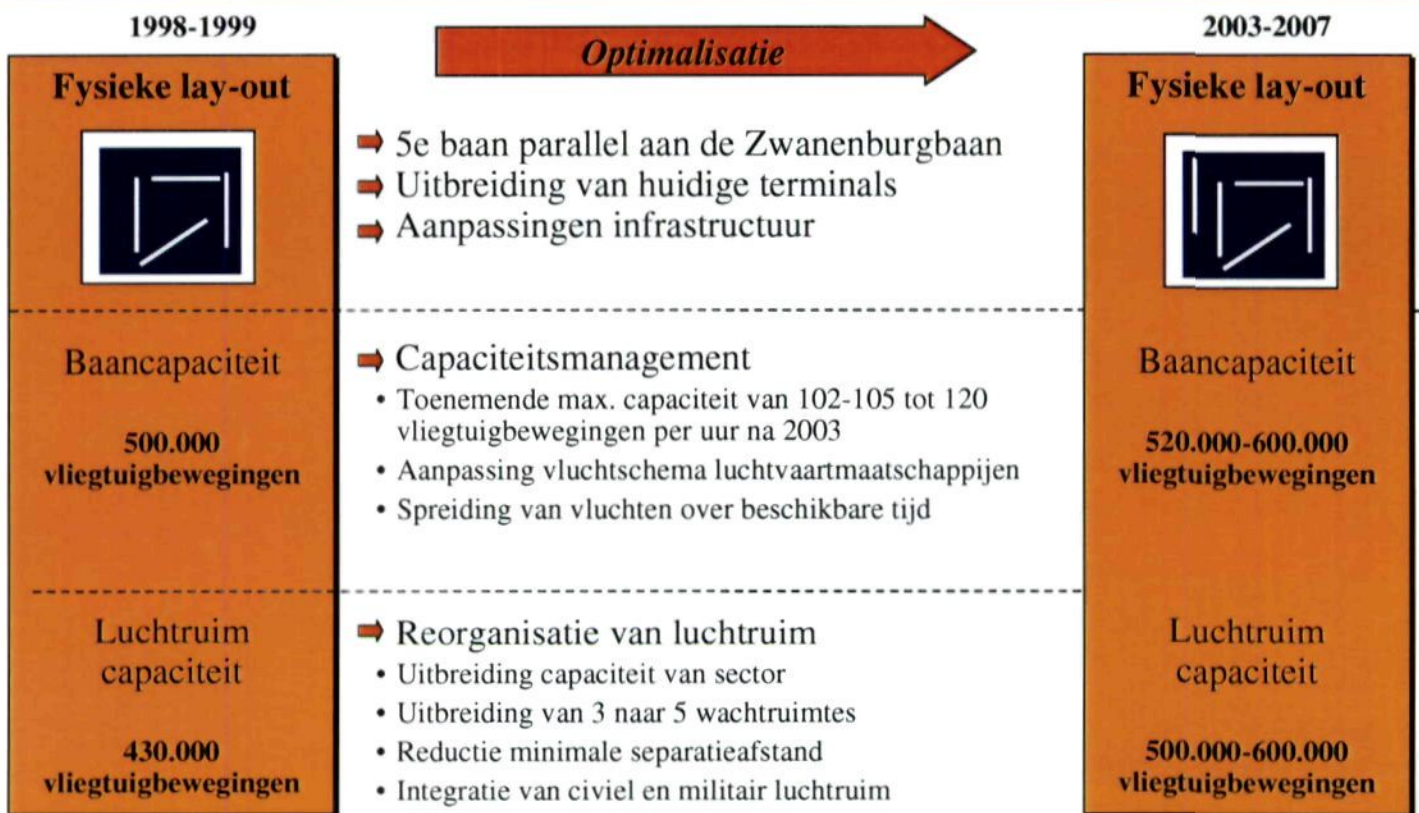 1998-1999
Optimalisatie
2003-2007
Fysieke lay-out
5e baan parallel aan de Zwanenburgbaan
Uitbreiding van huidige terminals
Aanpassingen infrastructuur
Fysieke lay-out
Baancapaciteit
500.000
vliegtuigbewegingen
Capaciteitsmanagement
• Toenemende max. capaciteit van 102-105 tot 120
vliegtuigbewegingen per uur na 2003
• Aanpassing vluchtschema luchtvaartmaatschappijen
• Spreiding van vluchten over beschikbare tijd
Baancapaciteit
520.000-600.000
vliegtuigbewegingen
Luchtruim
capaciteit
430.000
vliegtuigbewegingen
Reorganisatie van luchtruim
• Uitbreiding capaciteit van sector
• Uitbreiding van 3 naar 5 wachtruimtes
• Reductie minimale separatieafstand
• Integratie van civiel en militair luchtruim
Luchtruim
capaciteit
500.000-600.000
vliegtuigbewegingen